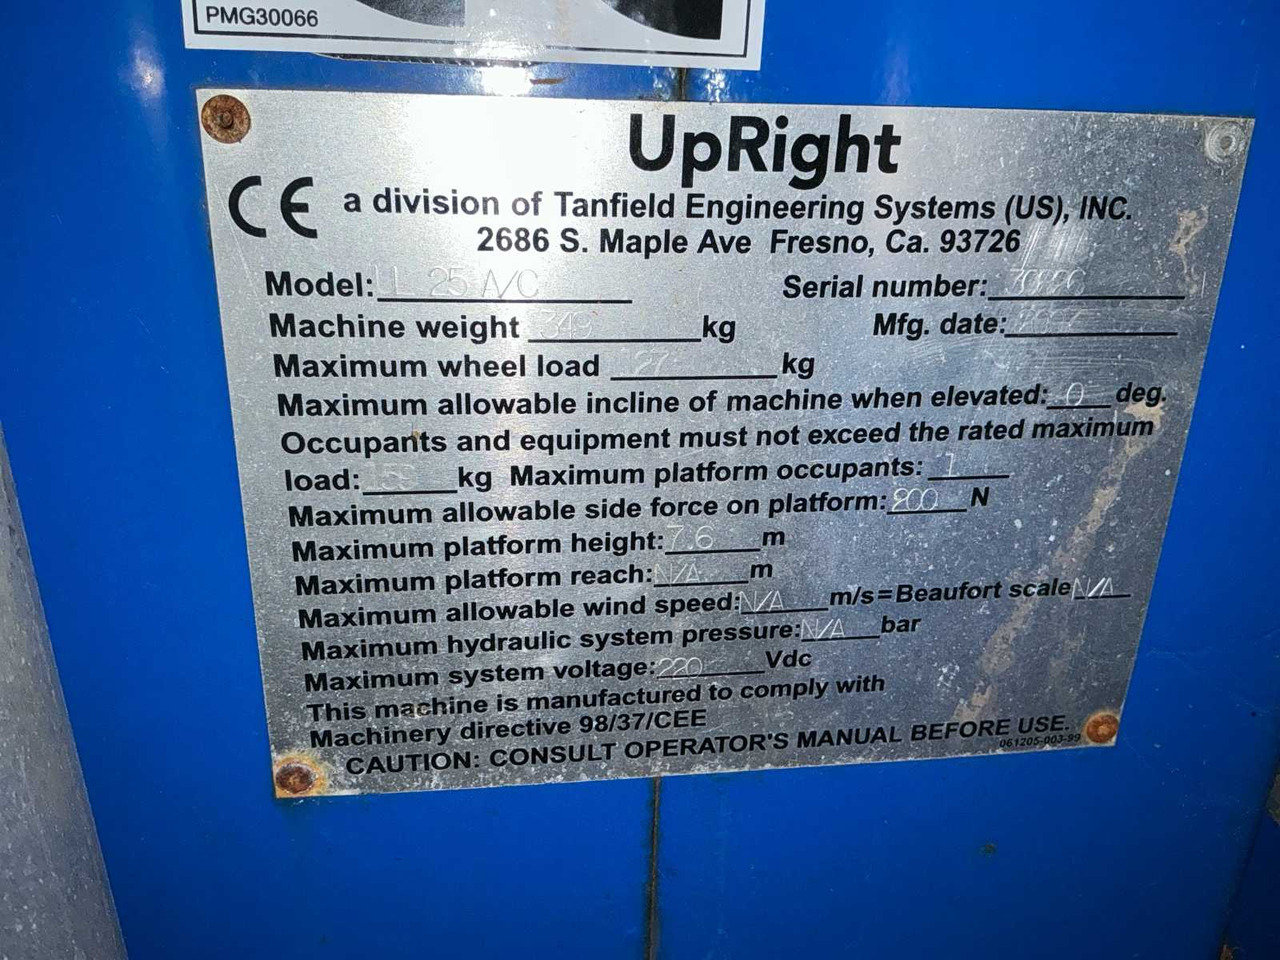 PMG30066
UpRight
CE a division of Tanfield Engineering Systems (US), INC.
2686 S. Maple Ave Fresno, Ca. 93726
Model: 25 A/C Serial number:
Machine weight 349 kg Mfg. date:
Maximum wheel load kg
Maximum allowable incline of machine when elevated: 0 deg.
Occupants and equipment must not exceed the rated maximum
load: kg Maximum platform occupants: 1
Maximum allowable side force on platform: 200 N
Maximum platform height: 7.6 m
Maximum platform reach: N/A m
Maximum allowable wind speed: N/A m/s=Beaufort scale N/A
Maximum hydraulic system pressure: N/A bar
Maximum system voltage: 220 Vdc
This machine is manufactured to comply with
Machinery directive 98/37/CEE
CAUTION: CONSULT OPERATOR'S MANUAL BEFORE USE.
061205-003-99